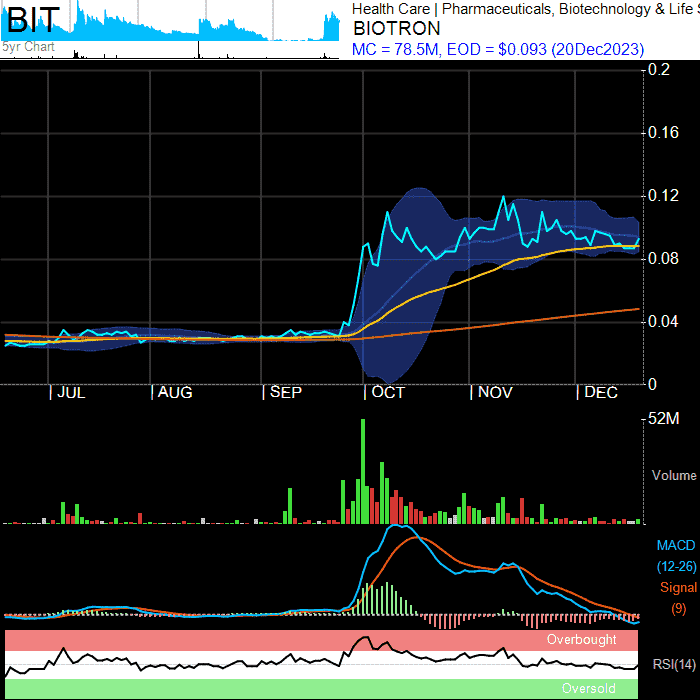 BIT
5yr Chart
Health Care | Pharmaceuticals, Biotechnology & Life S
BIOTRON
MC = 78.5M, EOD = $0.093 (20Dec2023)
0.2
0.16
0.12
0.08
0.04
0
| JUL | AUG | SEP | OCT | NOV | DEC
52M
Volume
MACD
(12-26)
Signal
(9)
Overbought
RSI(14)
Oversold